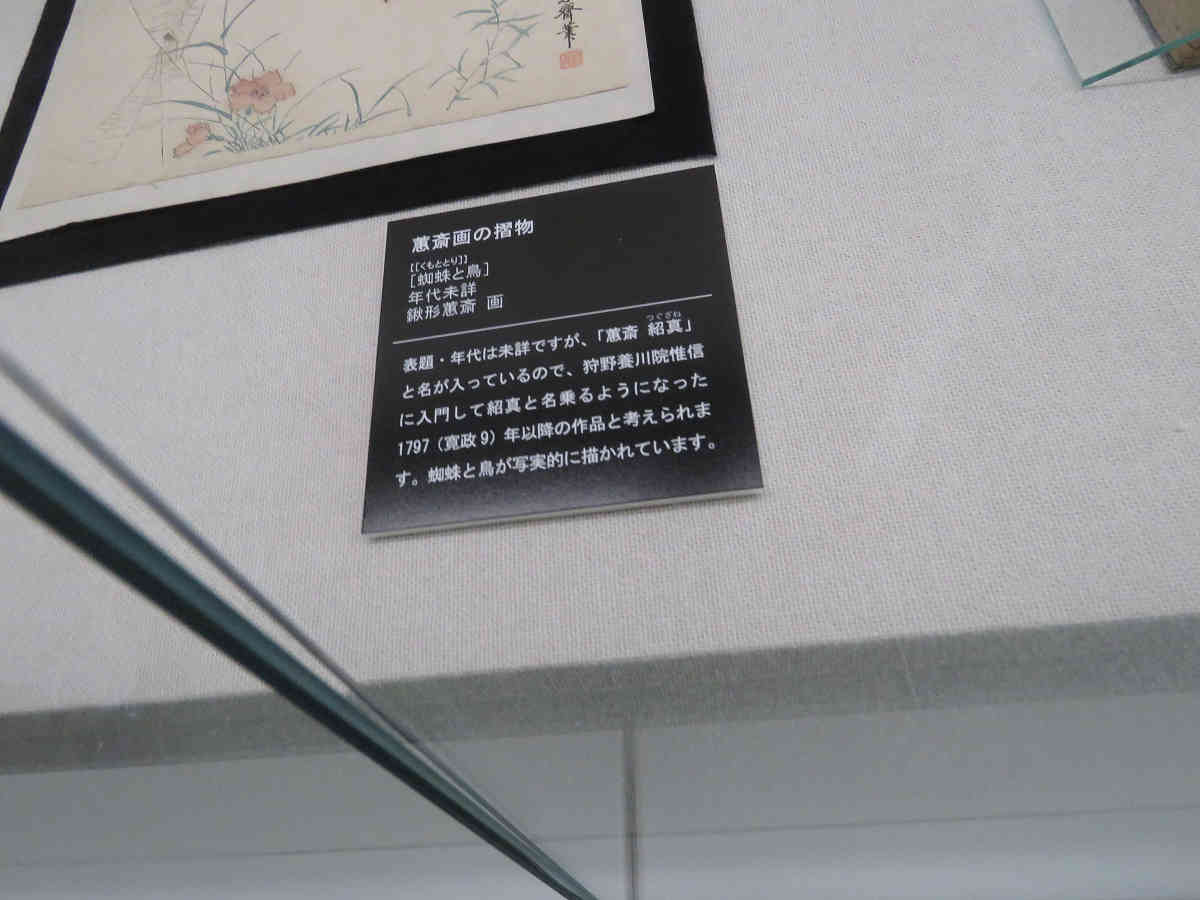 齋筆
蕙斎画の摺物
[[くもととり]]
[蜘蛛と鳥]
年代未詳
鍬形蕙斎 画
つぐざね
表題・年代は未詳ですが、「蕙斎 紹真」
と名が入っているので、狩野養川院惟信
に入門して紹真と名乗るようになった
1797（寛政9）年以降の作品と考えられま
す。蜘蛛と鳥が写実的に描かれています。